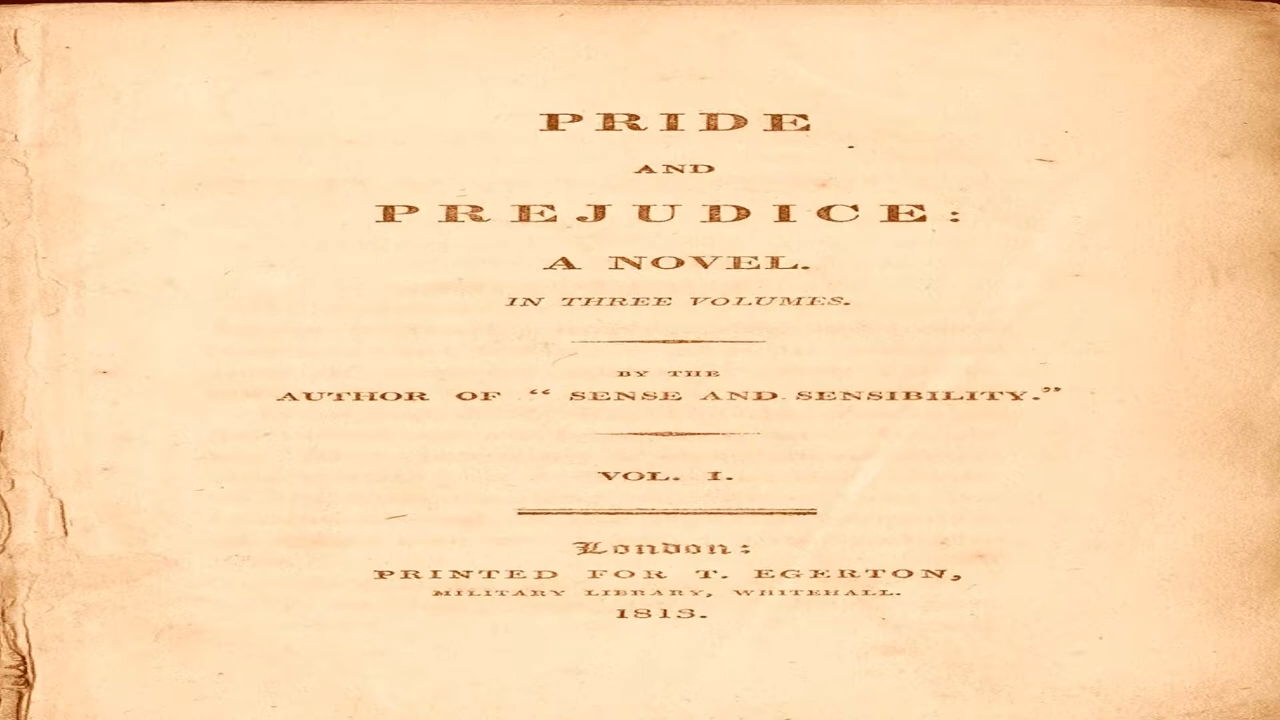 PRIDE
AND
PREJUDICE:
A NOVEL.
IN THREE VOLUMES.
BY THE
AUTHOR OF “ SENSE AND SENSIBILITY.”
VOL. I.
London:
PRINTED FOR T. EGERTON,
MILITARY LIBRARY, WHITEHALL.
1813.